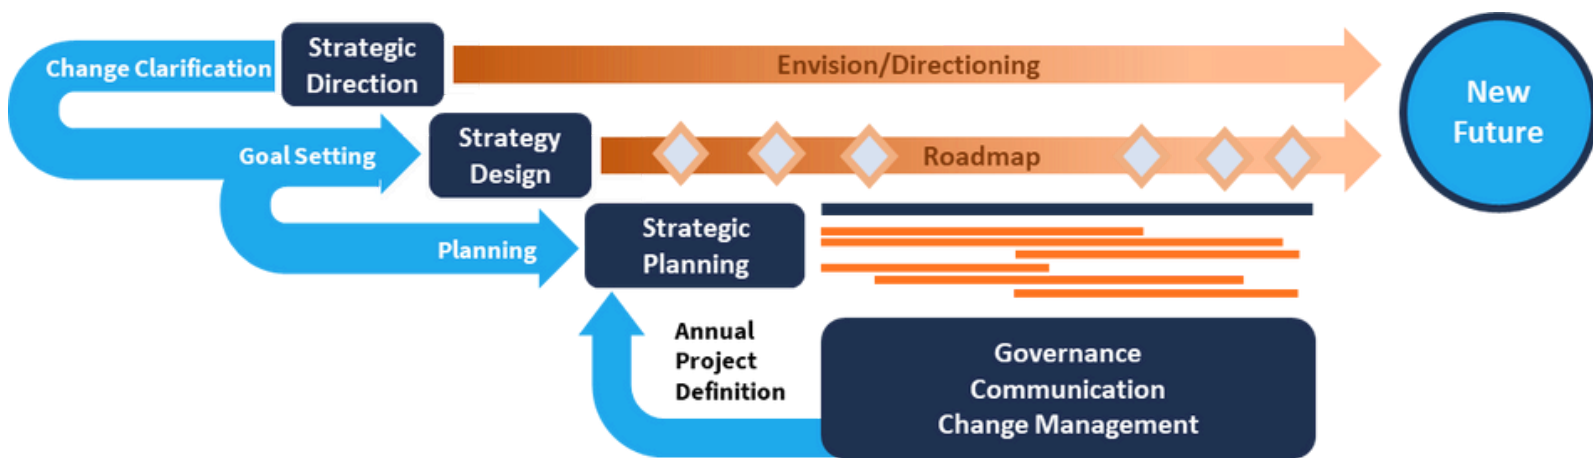 Change Clarification
Strategic
Direction
Envision/Directioning
New
Future
Goal Setting
Strategy
Design
Roadmap
Planning
Strategic
Planning
Annual
Project
Definition
Governance
Communication
Change Management